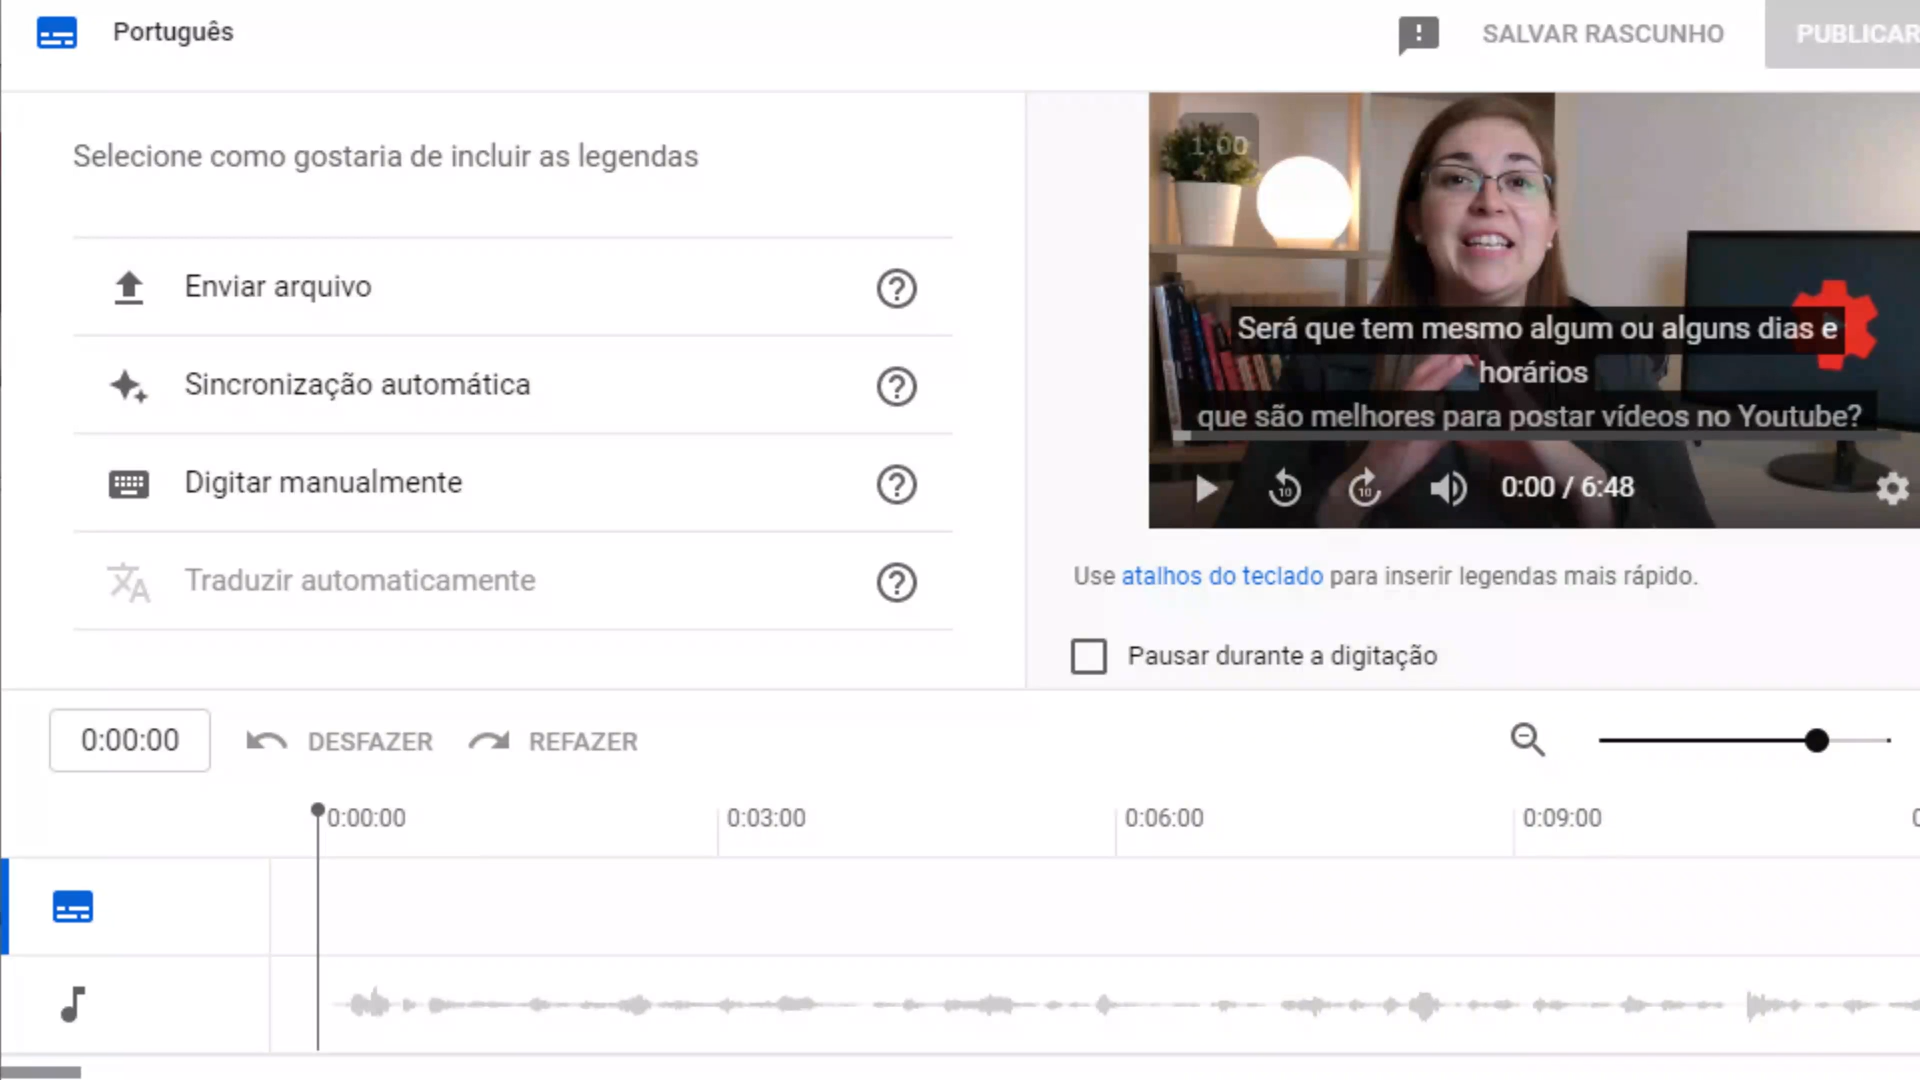 Português
SALVAR RASCUNHO
PUBLICAR
Selecione como gostaria de incluir as legendas
Enviar arquivo
Sincronização automática
Digitar manualmente
Traduzir automaticamente
1.00
Será que tem mesmo algum ou alguns dias e
horários
que são melhores para postar vídeos no Youtube?
10
10
0:00 / 6:48
Use atalhos do teclado para inserir legendas mais rápido.
Pausar durante a digitação
0:00:00
DESFAZER
REFAZER
0:00:00
0:03:00
0:06:00
0:09:00